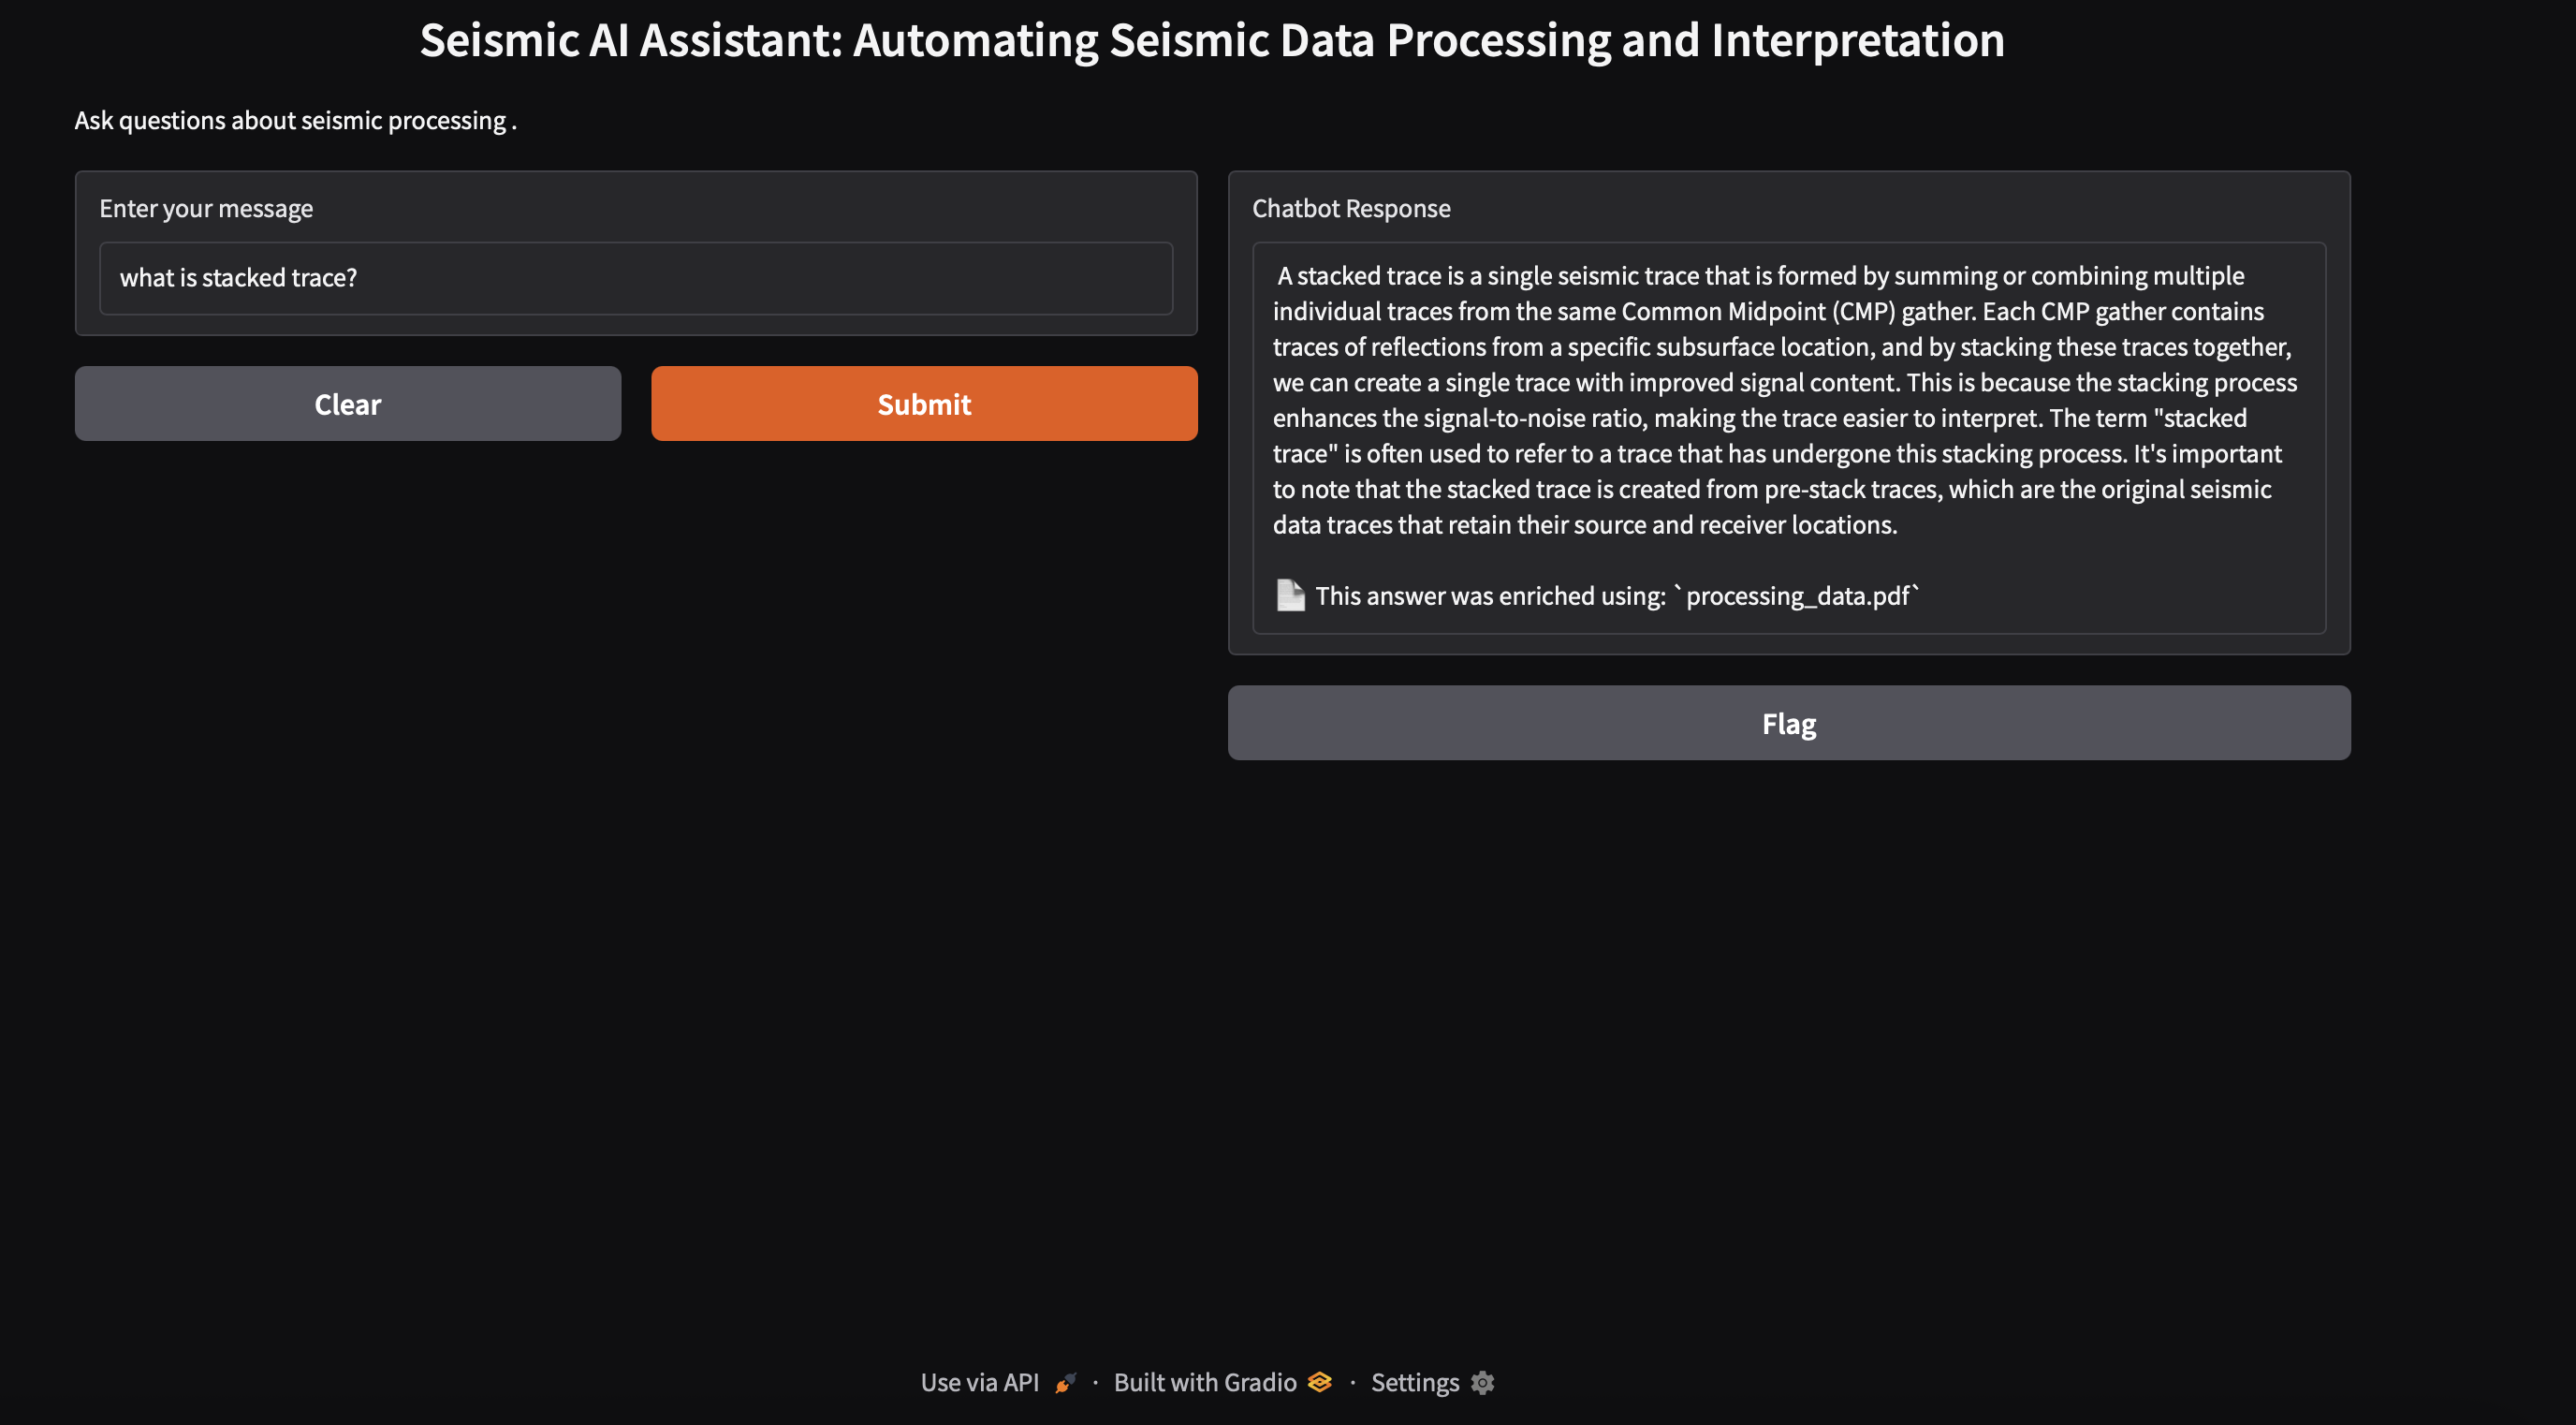 Seismic AI Assistant: Automating Seismic Data Processing and Interpretation
Ask questions about seismic processing .
Enter your message
what is stacked trace?
Clear
Submit
Chatbot Response
A stacked trace is a single seismic trace that is formed by summing or combining multiple
individual traces from the same Common Midpoint (CMP) gather. Each CMP gather contains
traces of reflections from a specific subsurface location, and by stacking these traces together,
we can create a single trace with improved signal content. This is because the stacking process
enhances the signal-to-noise ratio, making the trace easier to interpret. The term "stacked
trace" is often used to refer to a trace that has undergone this stacking process. It's important
to note that the stacked trace is created from pre-stack traces, which are the original seismic
data traces that retain their source and receiver locations.
This answer was enriched using: `processing_data.pdf`
Flag
Use via API · Built with Gradio · Settings